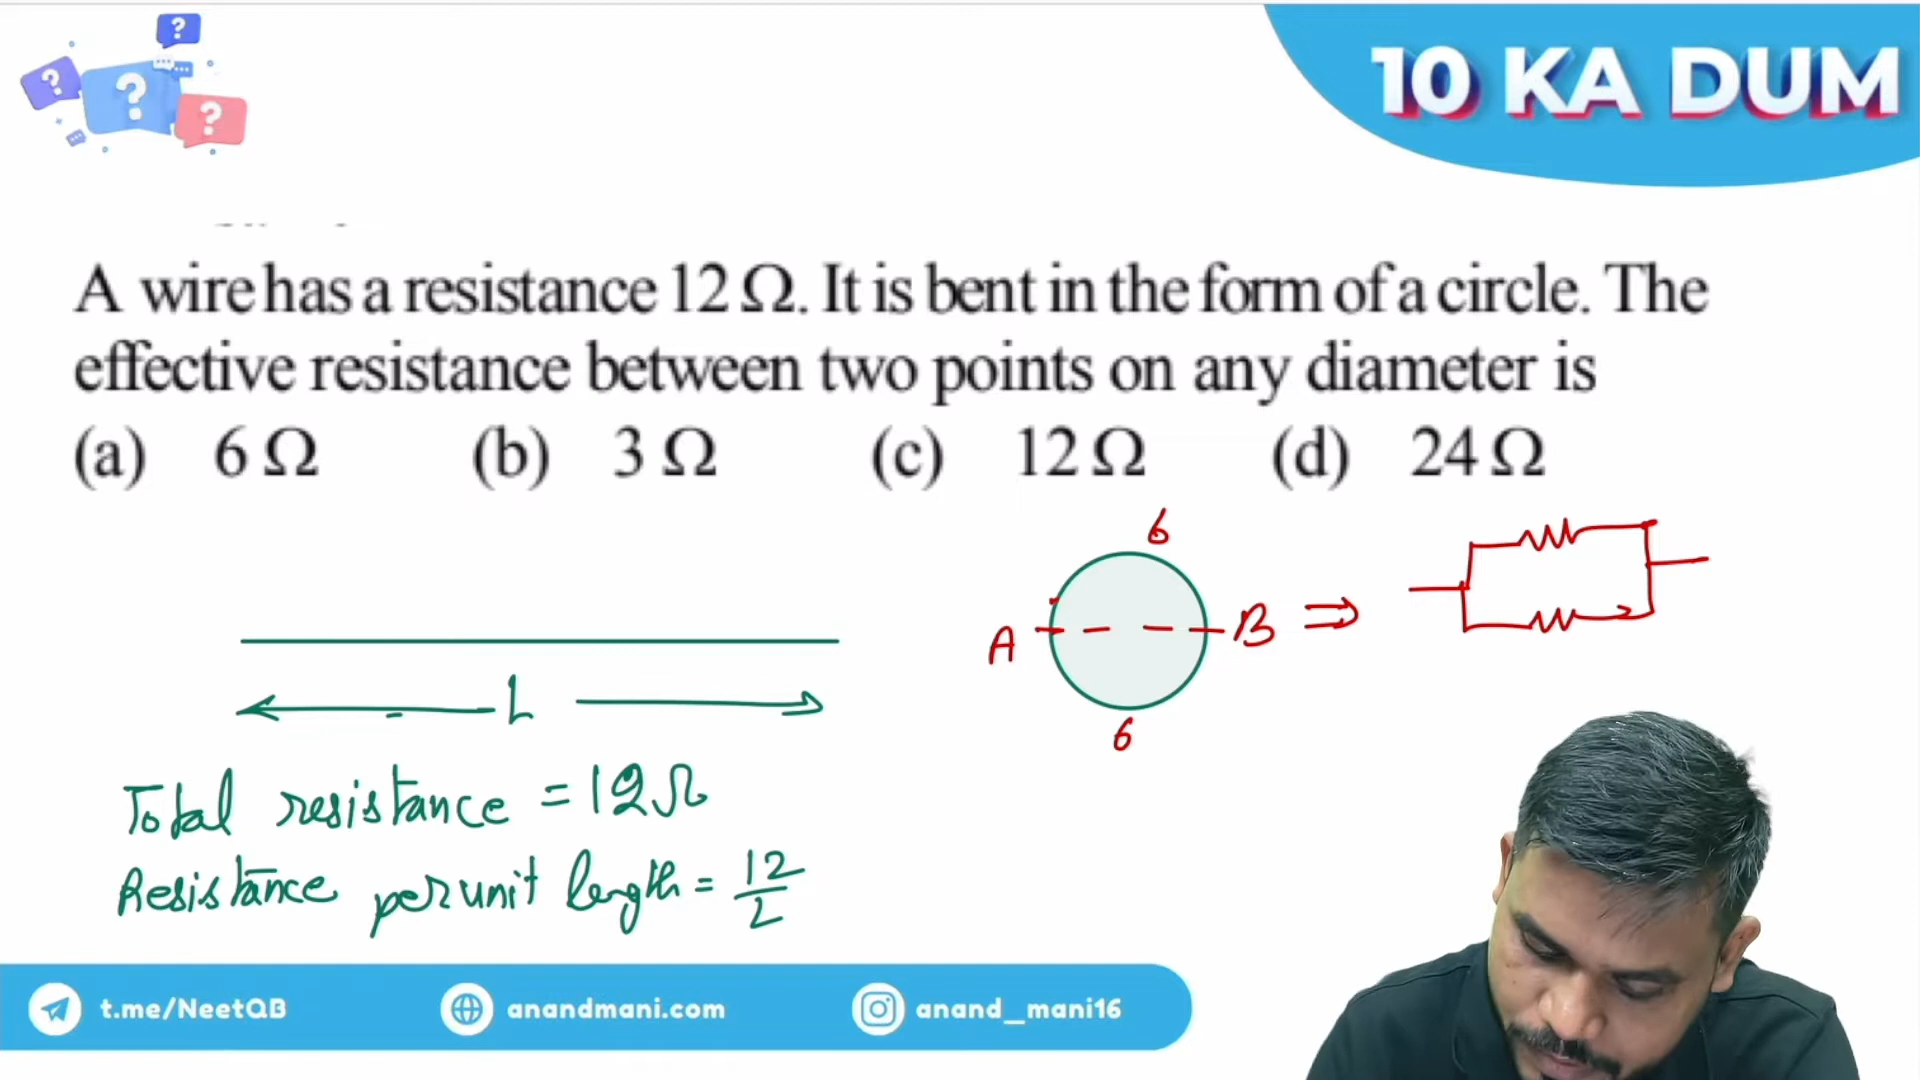 ? ? ? ?
10 KA DUM
A wire has a resistance 12 Ω. It is bent in the form of a circle. The
effective resistance between two points on any diameter is
(a) 6 Ω (b) 3 Ω (c) 12 Ω (d) 24 Ω
6
A B ⇒
6
L
Total resistance = 12Ω
Resistance per unit length = 12/L
t.me/NeetQB anandmani.com anand_mani16